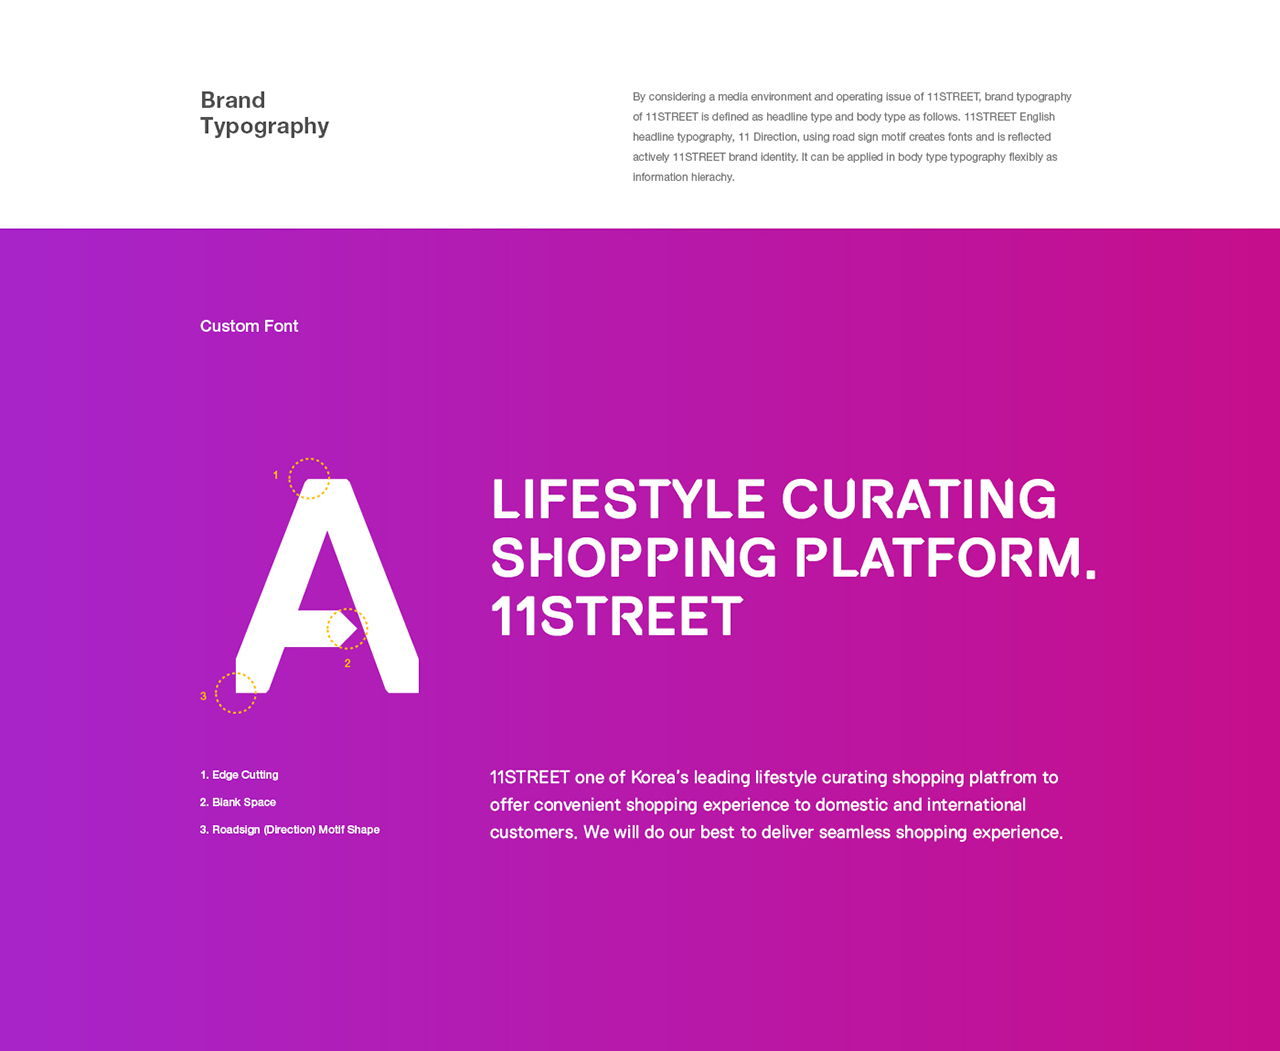 Brand
Typography
By considering a media environment and operating issue of 11STREET, brand typography
of 11STREET is defined as headline type and body type as follows. 11STREET English
headline typography, 11 Direction, using road sign motif creates fonts and is reflected
actively 11STREET brand identity. It can be applied in body type typography flexibly as
information hierachy.
Custom Font
1
A
2
3
LIFESTYLE CURATING
SHOPPING PLATFORM.
11STREET
1. Edge Cutting
2. Blank Space
3. Roadsign (Direction) Motif Shape
11STREET one of Korea's leading lifestyle curating shopping platfrom to
offer convenient shopping experience to domestic and international
customers. We will do our best to deliver seamless shopping experience.